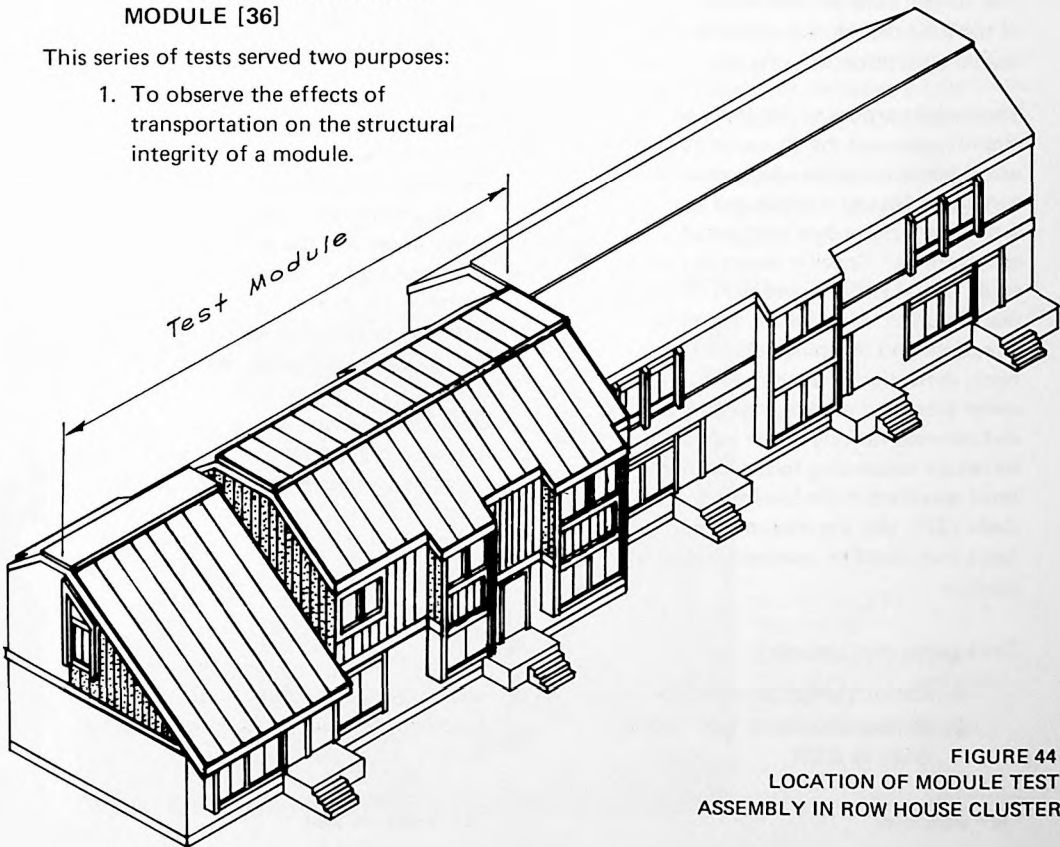 MODULE [36]
This series of tests served two purposes:
1. To observe the effects of
transportation on the structural
integrity of a module.
Test Module
FIGURE 44
LOCATION OF MODULE TEST
ASSEMBLY IN ROW HOUSE CLUSTER